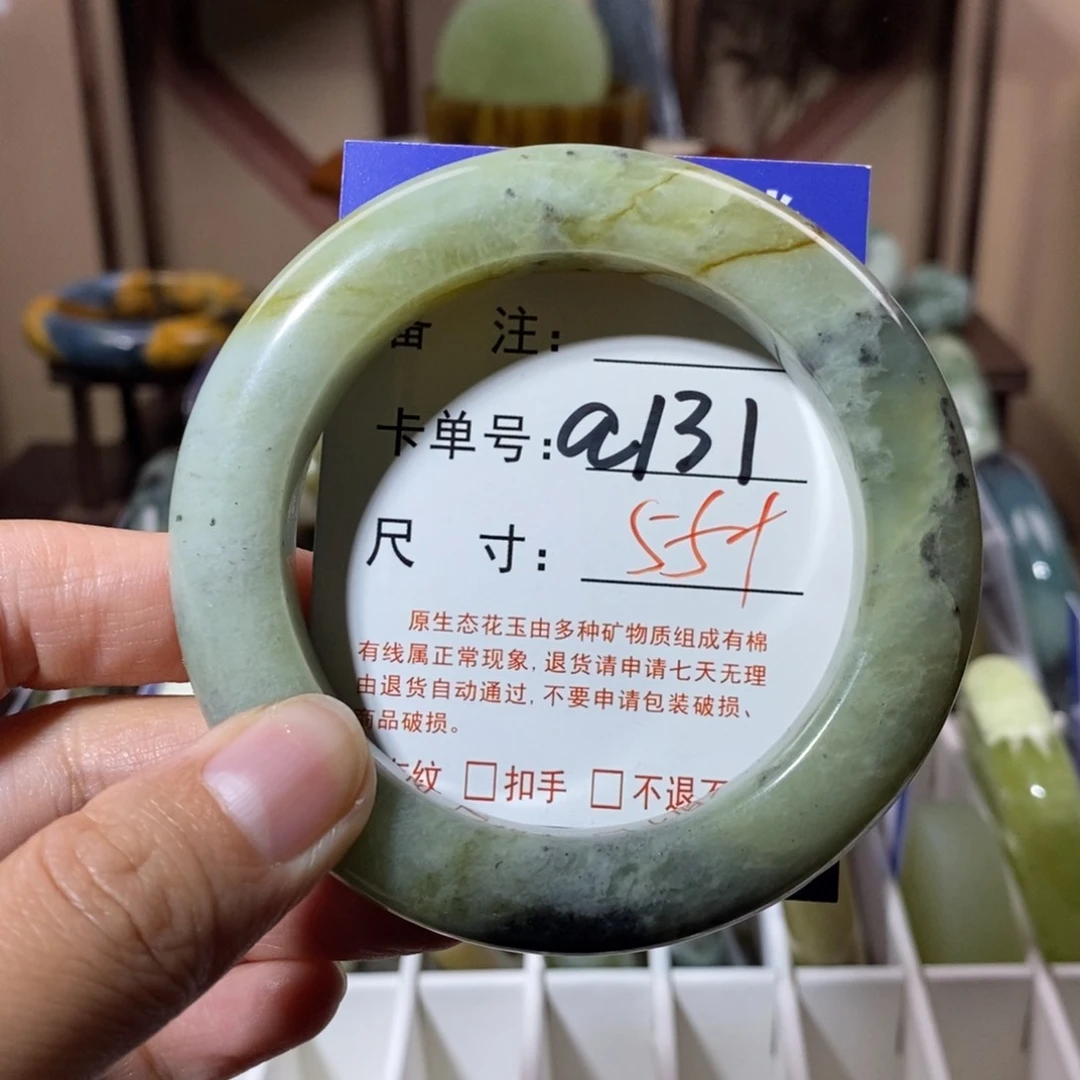 备 注:
卡单号:a131
尺 寸:
原生态花玉由多种矿物质组成有棉
有线属正常现象,退货请申请七天无理
由退货自动通过,不要申请包装破损、
商品破损。
纹 □扣手 □不退不